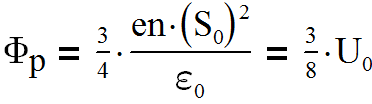 Φp = 3/4 · en·(S₀)² / ε₀ = 3/8 · U₀